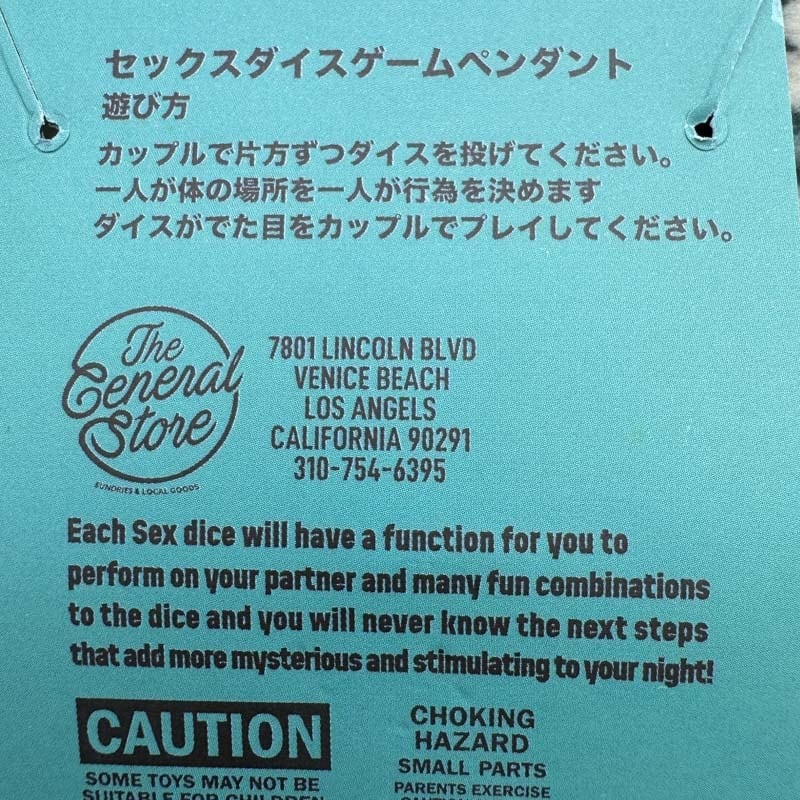 セックスダイスゲームペンダント
遊び方
カップルで片方ずつダイスを投げてください。
一人が体の場所を一人が行為を決めます
ダイスがでた目をカップルでプレイしてください。
The
General
Store
SUNDRIES & LOCAL GOODS
7801 LINCOLN BLVD
VENICE BEACH
LOS ANGELS
CALIFORNIA 90291
310-754-6395
Each Sex dice will have a function for you to
perform on your partner and many fun combinations
to the dice and you will never know the next steps
that add more mysterious and stimulating to your night!
CAUTION
SOME TOYS MAY NOT BE
SUITABLE FOR CHILDREN
CHOKING
HAZARD
SMALL PARTS
PARENTS EXERCISE